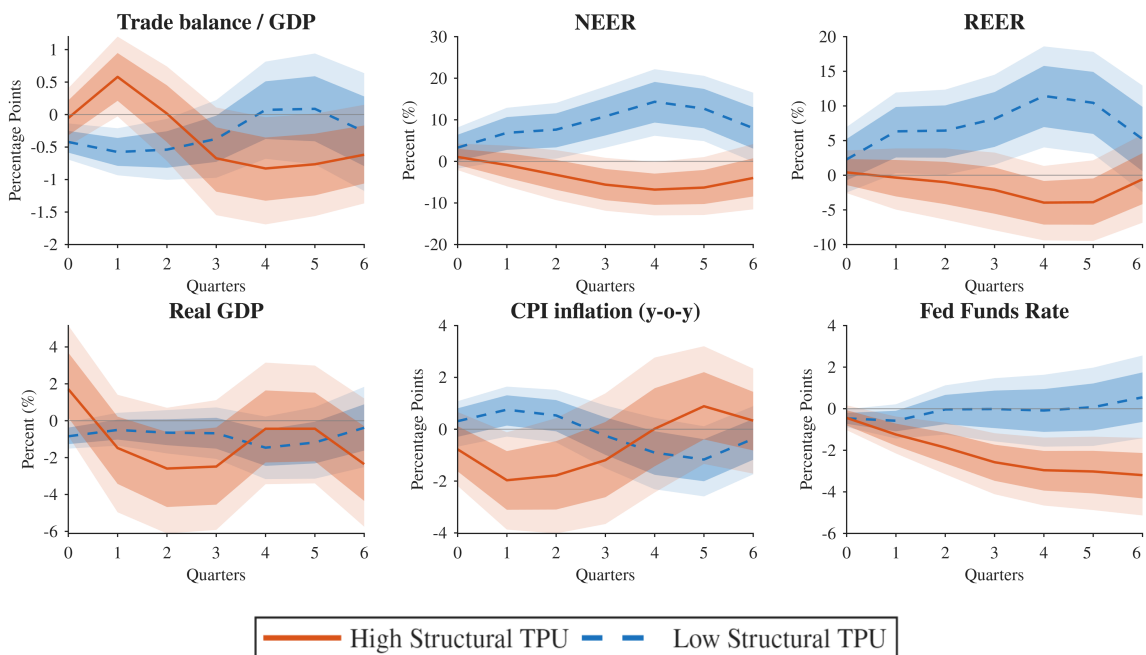 Trade balance / GDP
Percentage Points
1
0.5
0
-0.5
-1
-1.5
-2
0 1 2 3 4 5 6
Quarters
NEER
Percent (%)
30
20
10
0
-10
-20
0 1 2 3 4 5 6
Quarters
REER
Percent (%)
20
15
10
5
0
-5
-10
0 1 2 3 4 5 6
Quarters
Real GDP
Percent (%)
4
2
0
-2
-4
-6
0 1 2 3 4 5 6
Quarters
CPI inflation (y-o-y)
Percentage Points
4
2
0
-2
-4
0 1 2 3 4 5 6
Quarters
Fed Funds Rate
Percentage Points
4
2
0
-2
-4
-6
0 1 2 3 4 5 6
Quarters
High Structural TPU Low Structural TPU